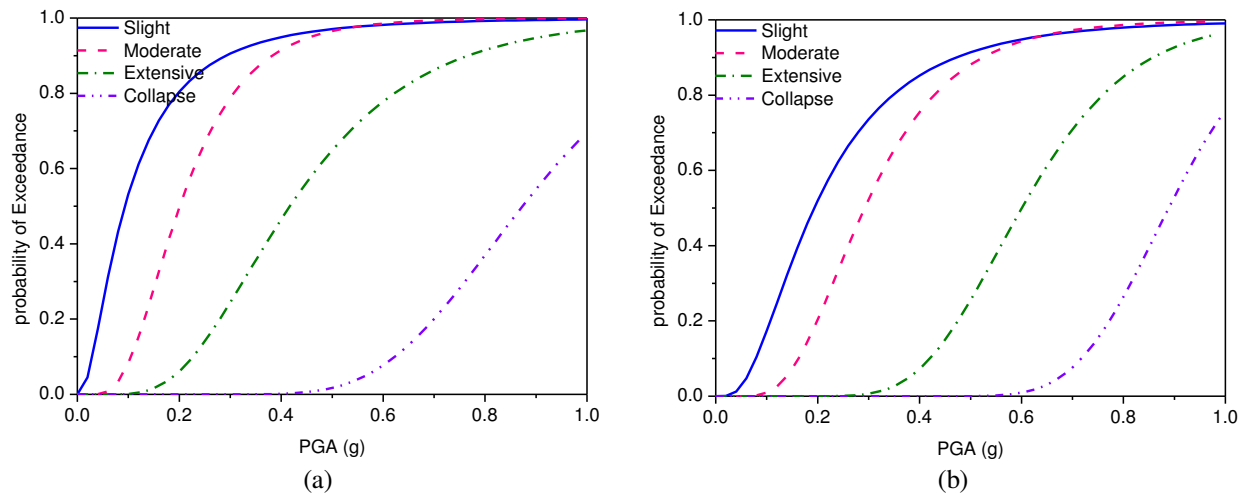 Slight
Moderate
Extensive
Collapse
probability of Exceedance
1.0
0.8
0.6
0.4
0.2
0.0
0.0 0.2 0.4 0.6 0.8 1.0
PGA (g)
(a)
Slight
Moderate
Extensive
Collapse
probability of Exceedance
1.0
0.8
0.6
0.4
0.2
0.0
0.0 0.2 0.4 0.6 0.8 1.0
PGA (g)
(b)